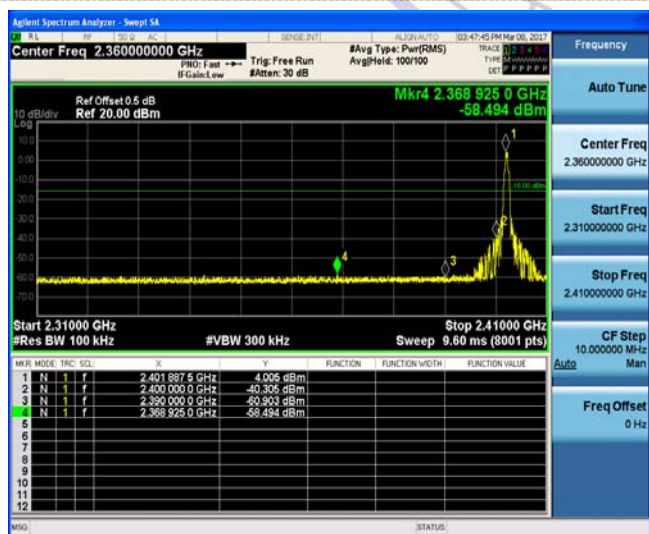 Agilent Spectrum Analyzer - Swept SA
RL RF 50 Ω AC SENSE:INT ALIGNAUTO 03:47:45 PM Mar 08, 2017
Center Freq 2.360000000 GHz
PNO: Fast
IFGain:Low
Trig: Free Run
#Atten: 30 dB
#Avg Type: Pwr(RMS)
Avg|Hold: 100/100
TRACE 1 2 3 4 5 6
TYPE M
DET P P P P P
Mkr4 2.368 925 0 GHz
-58.494 dBm
Ref Offset 0.5 dB
10 dB/div Ref 20.00 dBm
Log
10.0
0.00
-10.0
-20.0
-30.0
-40.0
-50.0
-60.0
-70.0
1
-16.00 dBm
2
3
4
Start 2.31000 GHz Stop 2.41000 GHz
#Res BW 100 kHz #VBW 300 kHz Sweep 9.60 ms (8001 pts)
MKR MODE TRC SCL X Y FUNCTION FUNCTION WIDTH FUNCTION VALUE
1 N 1 f 2.401 887 5 GHz 4.005 dBm
2 N 1 f 2.400 000 0 GHz -40.305 dBm
3 N 1 f 2.390 000 0 GHz -60.903 dBm
4 N 1 f 2.368 925 0 GHz -58.494 dBm
5
6
7
8
9
10
11
12
MSG STATUS
Frequency
Auto Tune
Center Freq
2.360000000 GHz
Start Freq
2.310000000 GHz
Stop Freq
2.410000000 GHz
CF Step
10.000000 MHz
Auto Man
Freq Offset
0 Hz